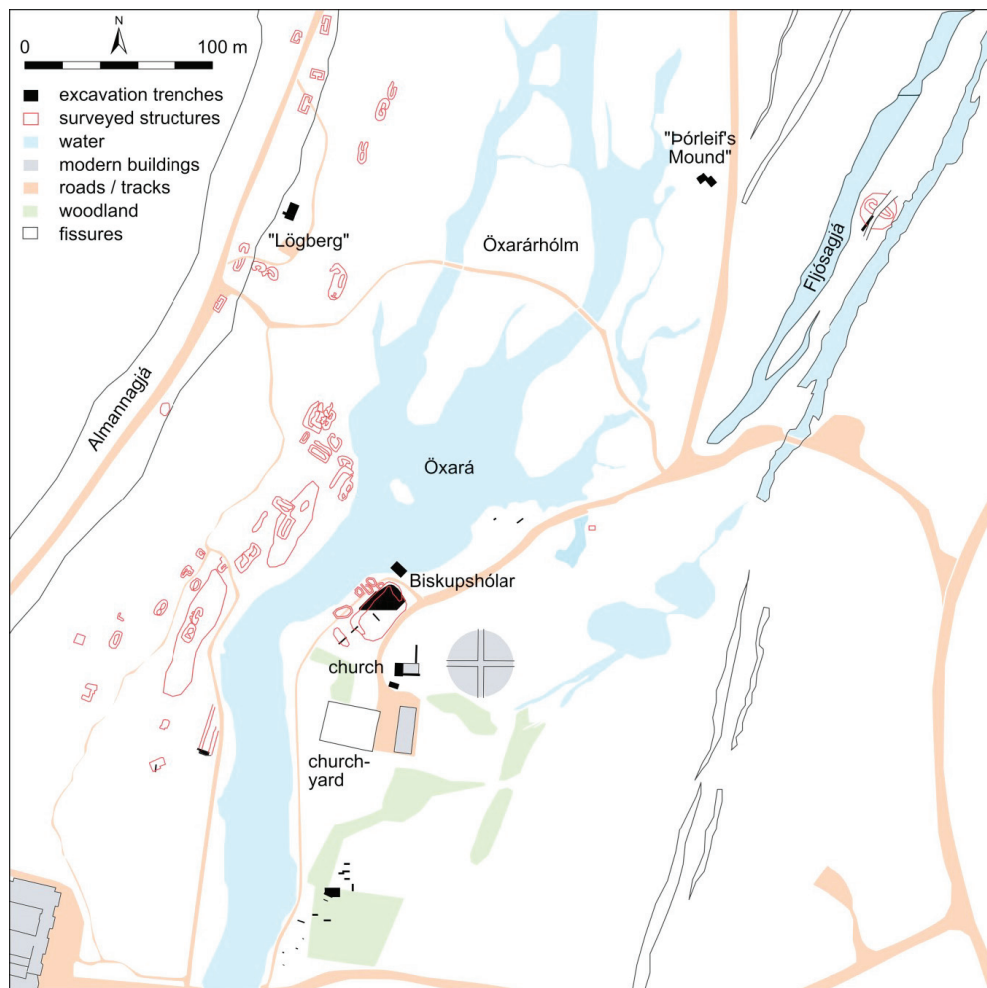 N
0 100 m
excavation trenches
surveyed structures
water
modern buildings
roads / tracks
woodland
fissures
"Þórleif's
Mound"
"Lögberg"
Öxarárhólm
Fljósagjá
Almannagjá
Öxará
Biskupshólar
church
church-
yard